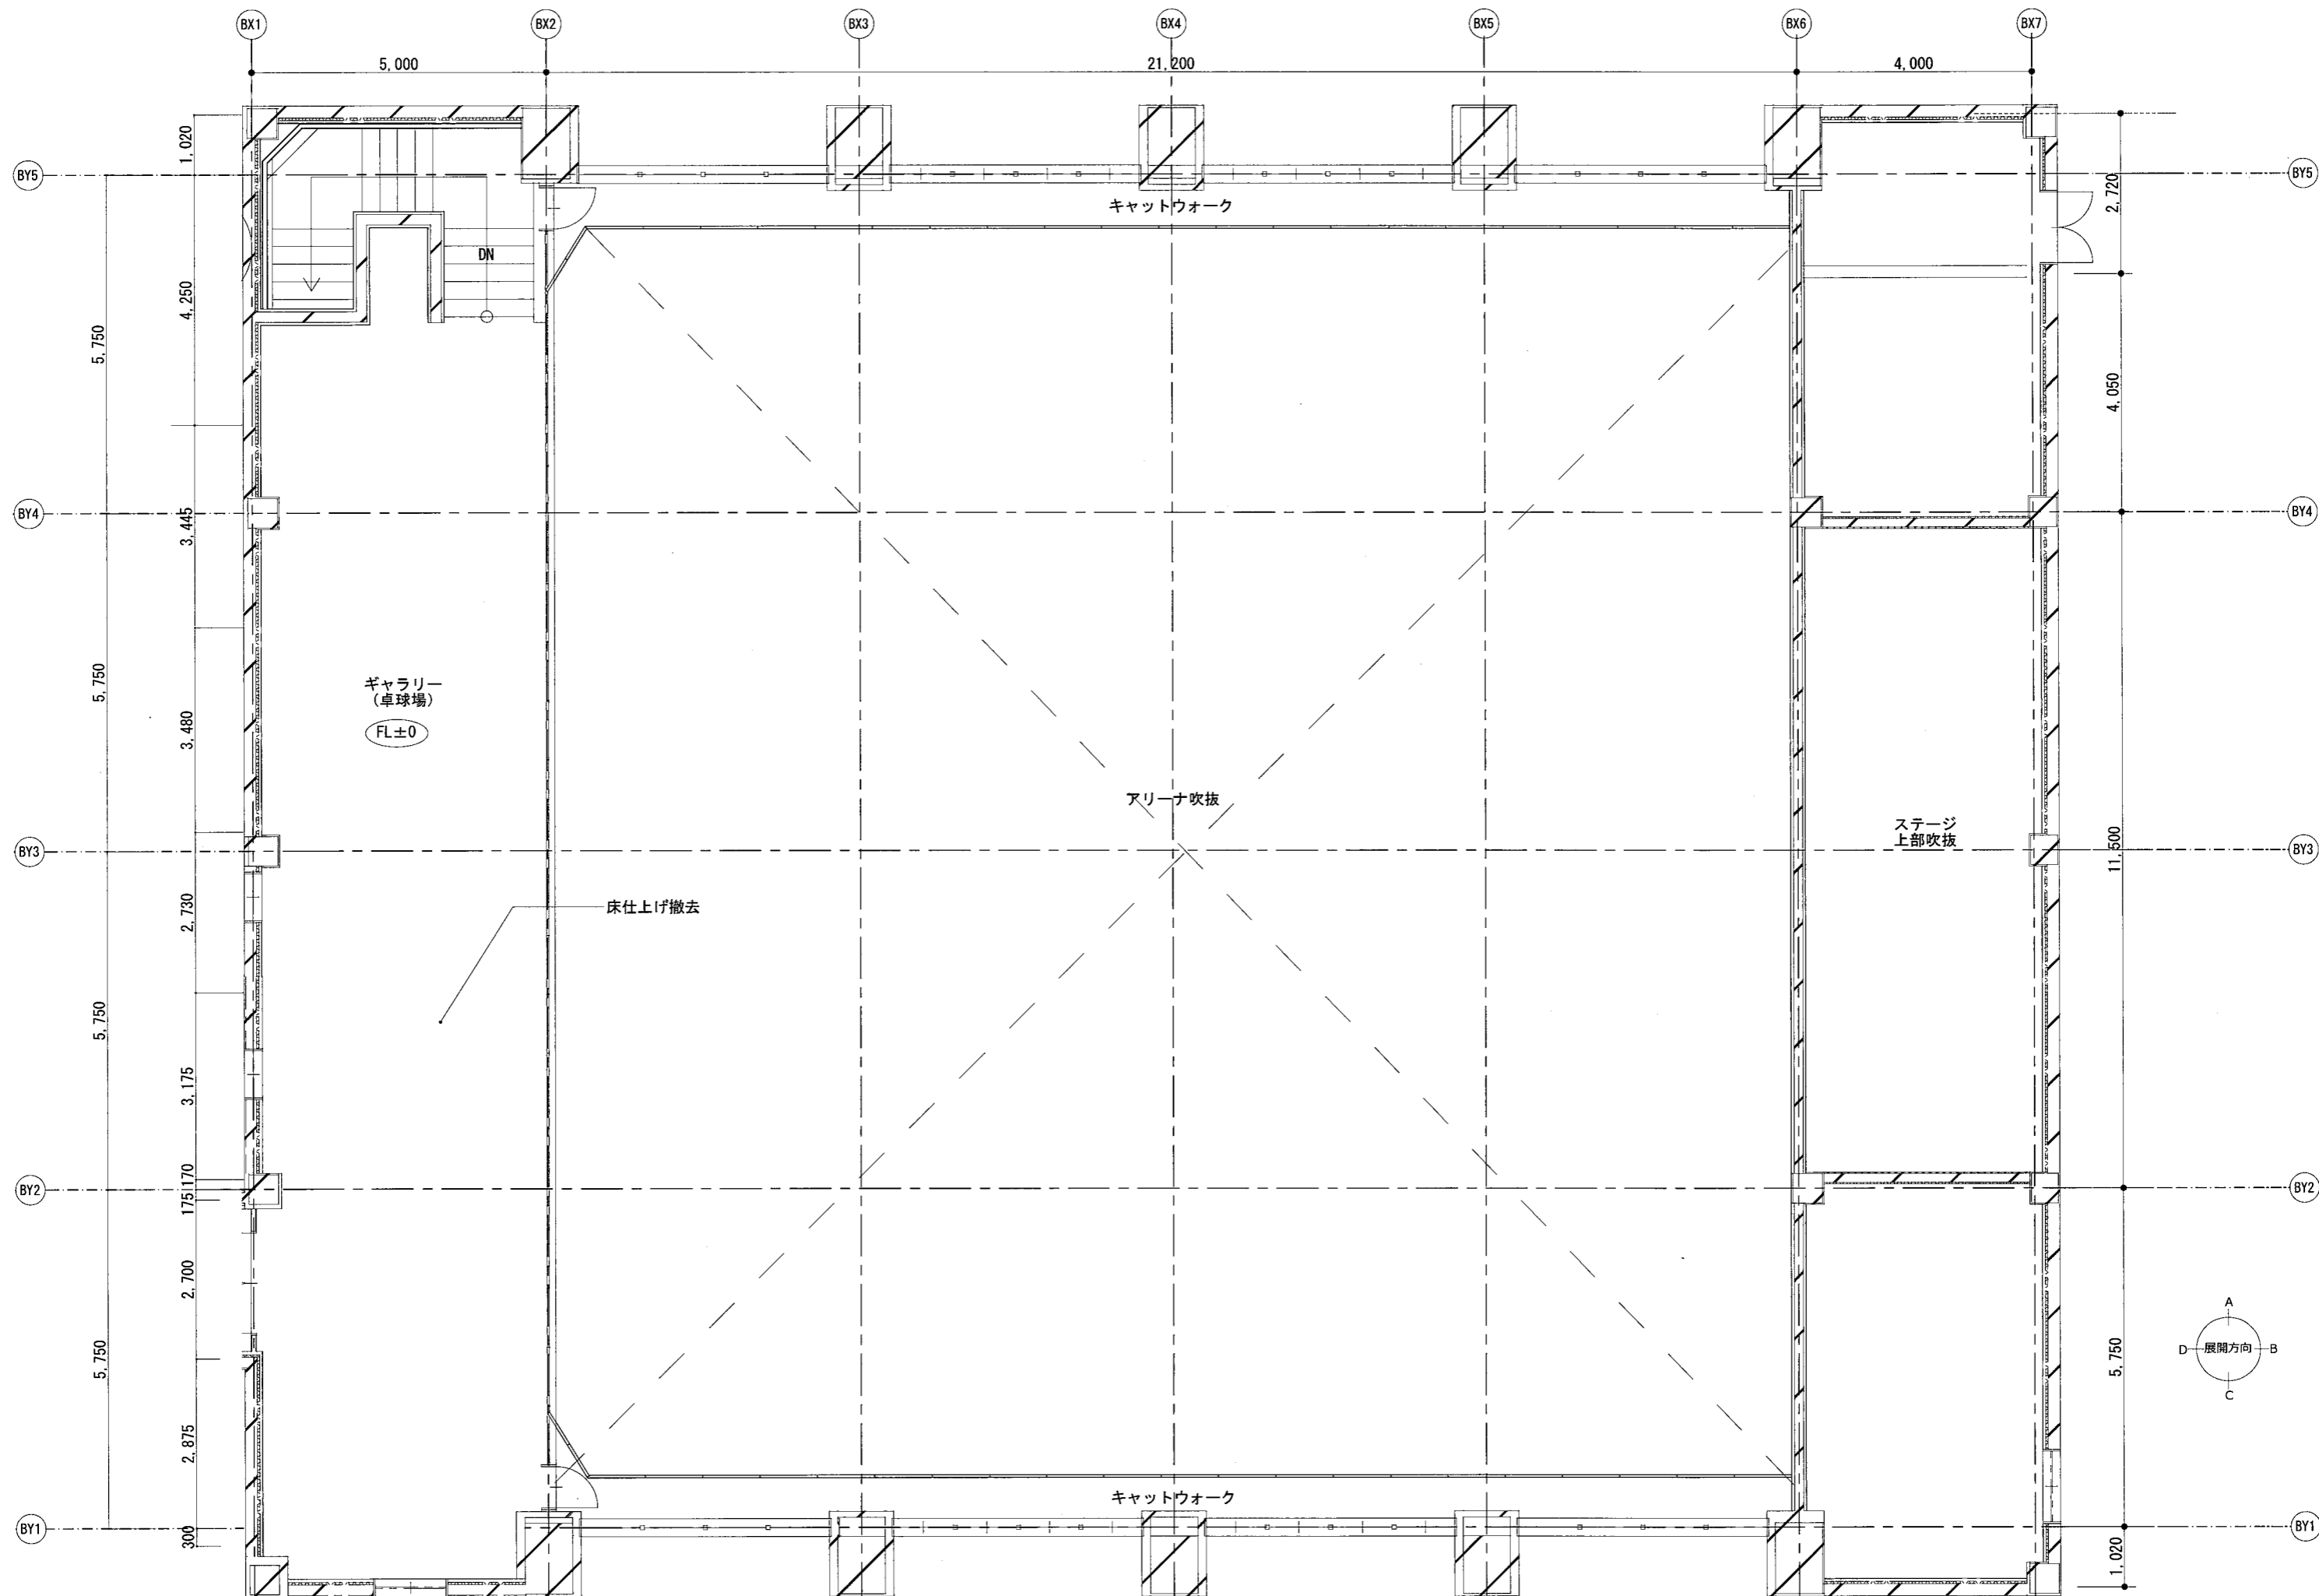 BX1 BX2 BX3 BX4 BX5 BX6 BX7
5,000 21,200 4,000
1,020
BY5 BY5
2,720
キャットウォーク
DN
4,250
5,750
4,050
BY4 BY4
3,445
5,750
ギャラリー
(卓球場)
FL±0
3,480
アリーナ吹抜
ステージ
上部吹抜
11,500
BY3 BY3
床仕上げ撤去
2,730
5,750
3,175
170
BY2 BY2
175
2,700
A
D 展開方向 B
C
5,750
5,750
2,875
キャットウォーク
BY1 BY1
300
1,020